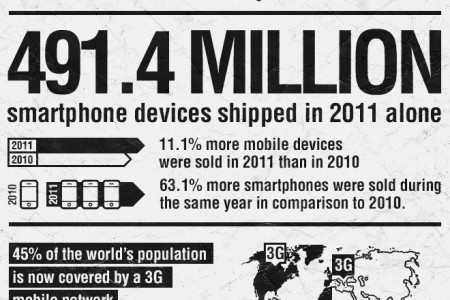 491.4 MILLION
smartphone devices shipped in 2011 alone
2011
2010
11.1% more mobile devices
were sold in 2011 than in 2010
2010
2011
63.1% more smartphones were sold during
the same year in comparison to 2010.
45% of the world's population
is now covered by a 3G
mobile network
3G
3G